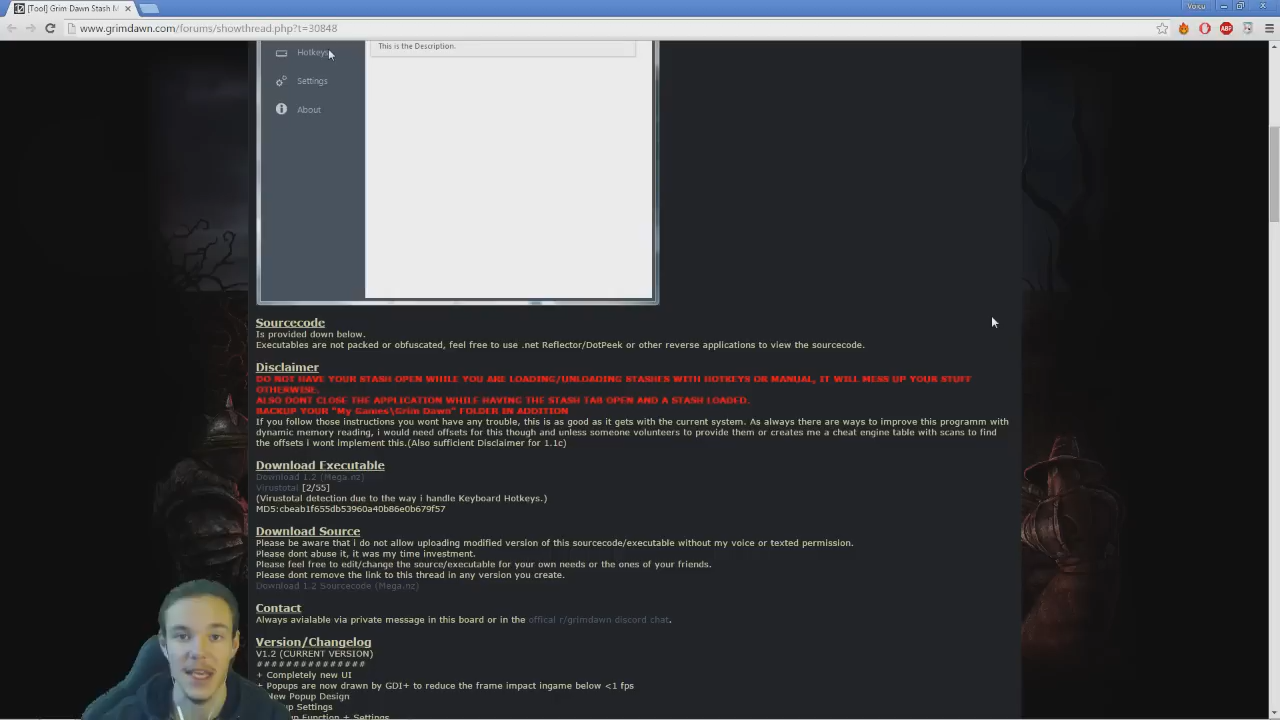 [Tool] Grim Dawn Stash M
Voicu
www.grimdawn.com/forums/showthread.php?t=30848
This is the Description.
Hotkeys
Settings
About
Sourcecode
Is provided down below.
Executables are not packed or obfuscated, feel free to use .net Reflector/DotPeek or other reverse applications to view the sourcecode.
Disclaimer
DO NOT HAVE YOUR STASH OPEN WHILE YOU ARE LOADING/UNLOADING STASHES WITH HOTKEYS OR MANUAL, IT WILL MESS UP YOUR STUFF
OTHERWISE.
ALSO DONT CLOSE THE APPLICATION WHILE HAVING THE STASH TAB OPEN AND A STASH LOADED.
BACKUP YOUR "My Games\Grim Dawn" FOLDER IN ADDITION
If you follow those instructions you wont have any trouble, this is as good as it gets with the current system. As always there are ways to improve this programm with
dynamic memory reading, i would need offsets for this though and unless someone volunteers to provide them or creates me a cheat engine table with scans to find
the offsets i wont implement this.(Also sufficient Disclaimer for 1.1c)
Download Executable
Download 1.2 (Mega.nz)
Virustotal [2/55]
(Virustotal detection due to the way i handle Keyboard Hotkeys.)
MD5:cbeab1f655db53960a40b86e0b679f57
Download Source
Please be aware that i do not allow uploading modified version of this sourcecode/executable without my voice or texted permission.
Please dont abuse it, it was my time investment.
Please feel free to edit/change the source/executable for your own needs or the ones of your friends.
Please dont remove the link to this thread in any version you create.
Download 1.2 Sourcecode (Mega.nz)
Contact
Always avialable via private message in this board or in the offical r/grimdawn discord chat.
Version/Changelog
V1.2 (CURRENT VERSION)
###############
+ Completely new UI
+ Popups are now drawn by GDI+ to reduce the frame impact ingame below <1 fps
New Popup Design
Settings
Function + Settings